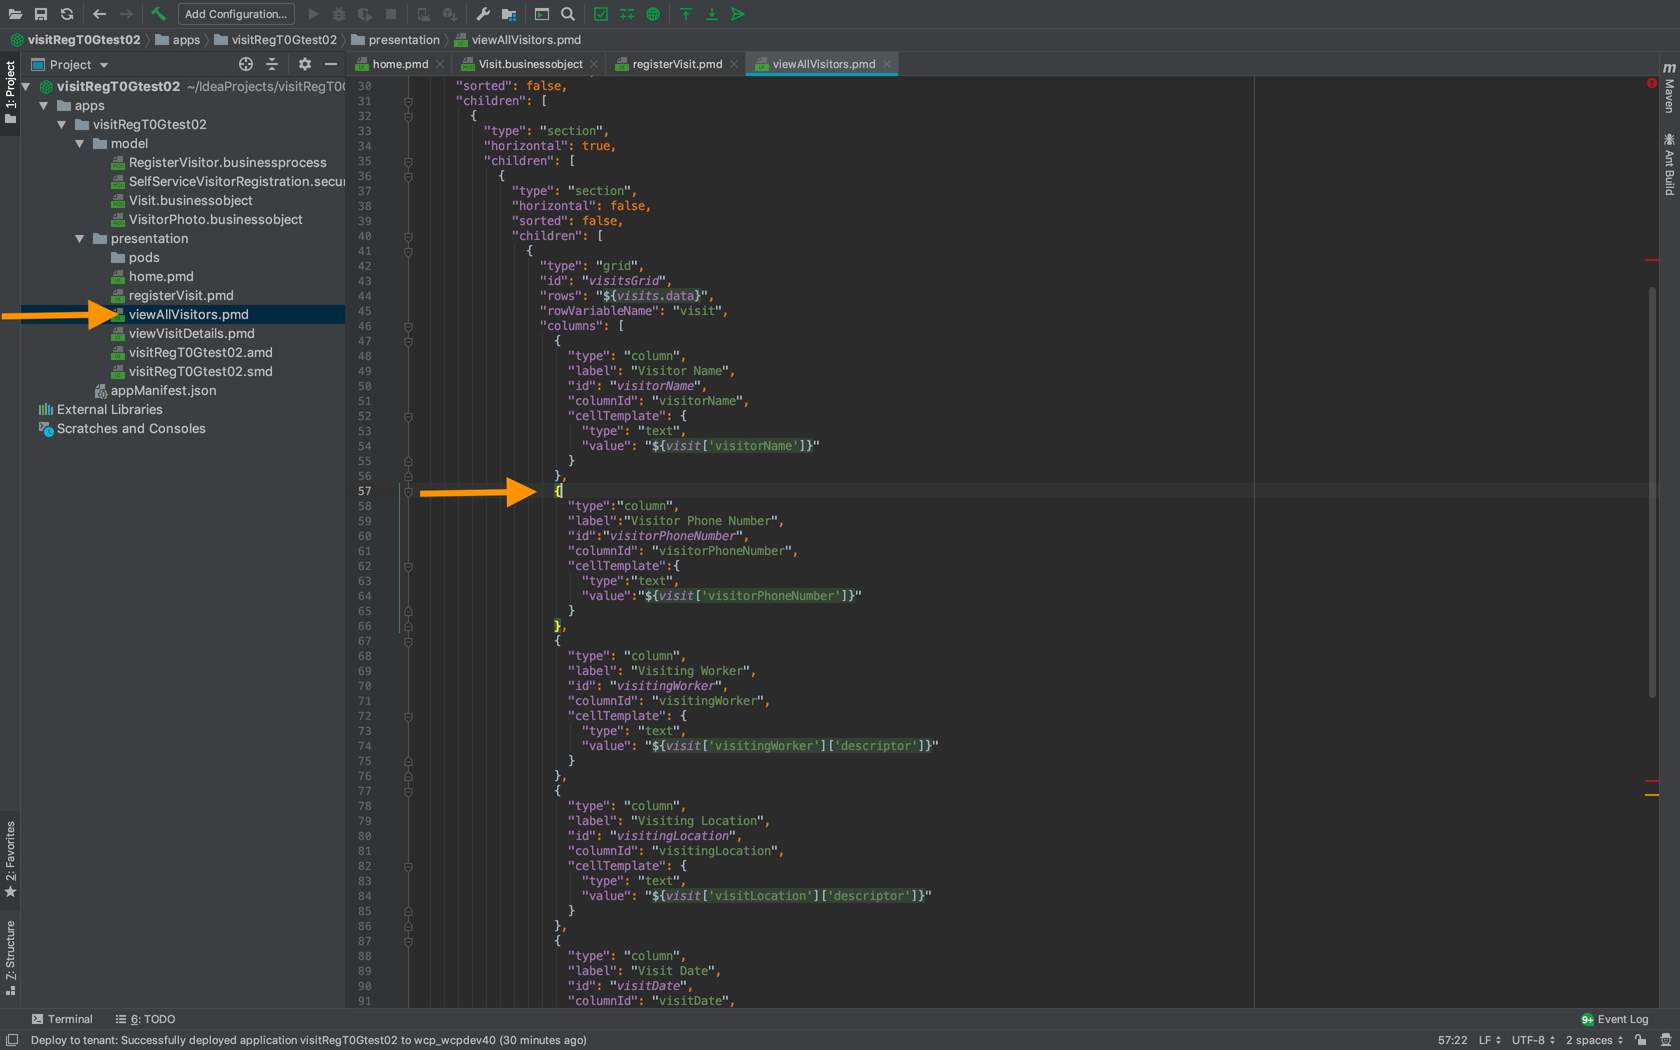 Add Configuration...
visitRegT0Gtest02
apps
visitRegT0Gtest02
presentation
viewAllVisitors.pmd
Project
home.pmd
Visit.businessobject
registerVisit.pmd
viewAllVisitors.pmd
1: Project
2: Favorites
Z: Structure
visitRegT0Gtest02 ~/IdeaProjects/visitRegT0G
apps
visitRegT0Gtest02
model
RegisterVisitor.businessprocess
SelfServiceVisitorRegistration.secur
Visit.businessobject
VisitorPhoto.businessobject
presentation
pods
home.pmd
registerVisit.pmd
viewAllVisitors.pmd
viewVisitDetails.pmd
visitRegT0Gtest02.amd
visitRegT0Gtest02.smd
appManifest.json
External Libraries
Scratches and Consoles
30 "sorted": false,
31 "children": [
32 {
33 "type": "section",
34 "horizontal": true,
35 "children": [
36 {
37 "type": "section",
38 "horizontal": false,
39 "sorted": false,
40 "children": [
41 {
42 "type": "grid",
43 "id": "visitsGrid",
44 "rows": "${visits.data}",
45 "rowVariableName": "visit",
46 "columns": [
47 {
48 "type": "column",
49 "label": "Visitor Name",
50 "id": "visitorName",
51 "columnId": "visitorName",
52 "cellTemplate": {
53 "type": "text",
54 "value": "${visit['visitorName']}"
55 }
56 },
57 {
58 "type":"column",
59 "label":"Visitor Phone Number",
60 "id":"visitorPhoneNumber",
61 "columnId": "visitorPhoneNumber",
62 "cellTemplate":{
63 "type":"text",
64 "value":"${visit['visitorPhoneNumber']}"
65 }
66 },
67 {
68 "type": "column",
69 "label": "Visiting Worker",
70 "id": "visitingWorker",
71 "columnId": "visitingWorker",
72 "cellTemplate": {
73 "type": "text",
74 "value": "${visit['visitingWorker']['descriptor']}"
75 }
76 },
77 {
78 "type": "column",
79 "label": "Visiting Location",
80 "id": "visitingLocation",
81 "columnId": "visitingLocation",
82 "cellTemplate": {
83 "type": "text",
84 "value": "${visit['visitLocation']['descriptor']}"
85 }
86 },
87 {
88 "type": "column",
89 "label": "Visit Date",
90 "id": "visitDate",
91 "columnId": "visitDate",
m
Maven
Ant Build
Terminal
6: TODO
9+ Event Log
Deploy to tenant: Successfully deployed application visitRegT0Gtest02 to wcp_wcpdev40 (30 minutes ago)
57:22 LF UTF-8 2 spaces